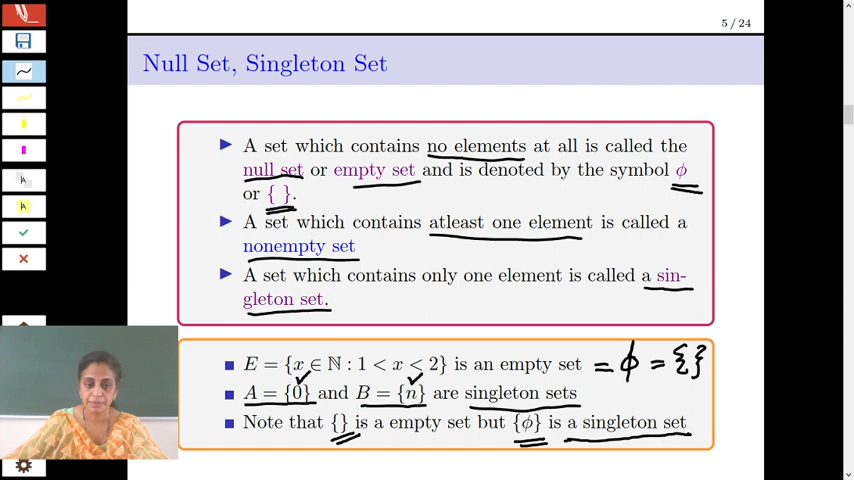 5 / 24
Null Set, Singleton Set
A set which contains no elements at all is called the
null set or empty set and is denoted by the symbol ϕ
or { }.
A set which contains atleast one element is called a
nonempty set
A set which contains only one element is called a sin-
gleton set.
E = {x ∈ ℕ : 1 < x < 2} is an empty set = ϕ = {}
A = {0} and B = {n} are singleton sets
Note that {} is a empty set but {ϕ} is a singleton set